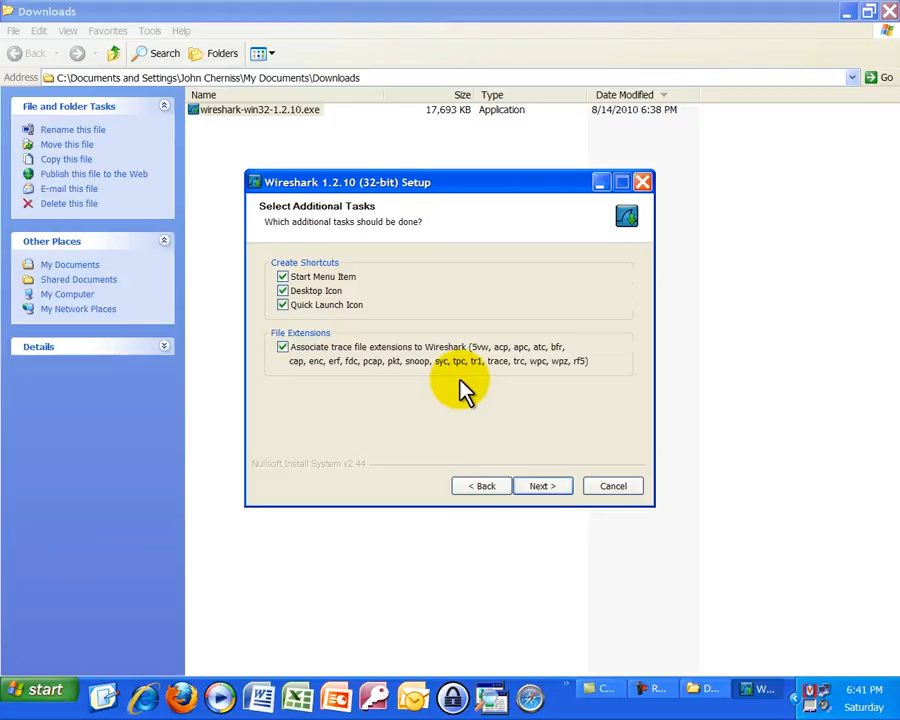 Downloads
File Edit View Favorites Tools Help
Back Search Folders
Address C:\Documents and Settings\John Cherniss\My Documents\Downloads Go
File and Folder Tasks
Rename this file
Move this file
Copy this file
Publish this file to the Web
E-mail this file
Delete this file
Other Places
My Documents
Shared Documents
My Computer
My Network Places
Details
Name Size Type Date Modified
wireshark-win32-1.2.10.exe 17,693 KB Application 8/14/2010 6:38 PM
Wireshark 1.2.10 (32-bit) Setup
Select Additional Tasks
Which additional tasks should be done?
Create Shortcuts
Start Menu Item
Desktop Icon
Quick Launch Icon
File Extensions
Associate trace file extensions to Wireshark (5vw, acp, apc, atc, bfr,
cap, enc, erf, fdc, pcap, pkt, snoop, syc, tpc, tr1, trace, trc, wpc, wpz, rf5)
Nullsoft Install System v2.44
< Back Next > Cancel
start C... R... D... W... 6:41 PM
Saturday